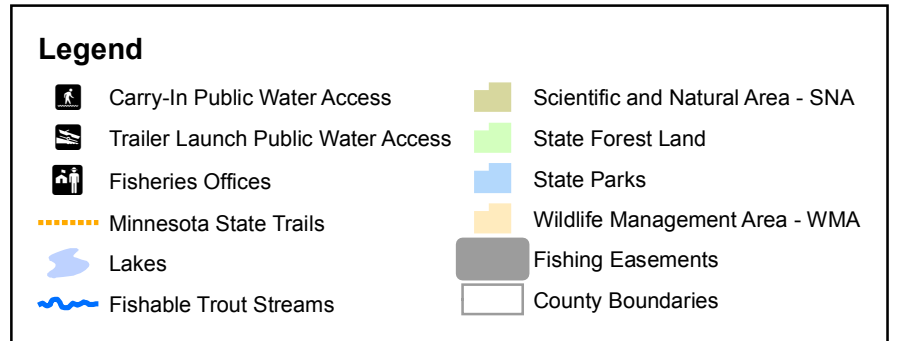 Legend
Carry-In Public Water Access
Trailer Launch Public Water Access
Fisheries Offices
Minnesota State Trails
Lakes
Fishable Trout Streams
Scientific and Natural Area - SNA
State Forest Land
State Parks
Wildlife Management Area - WMA
Fishing Easements
County Boundaries